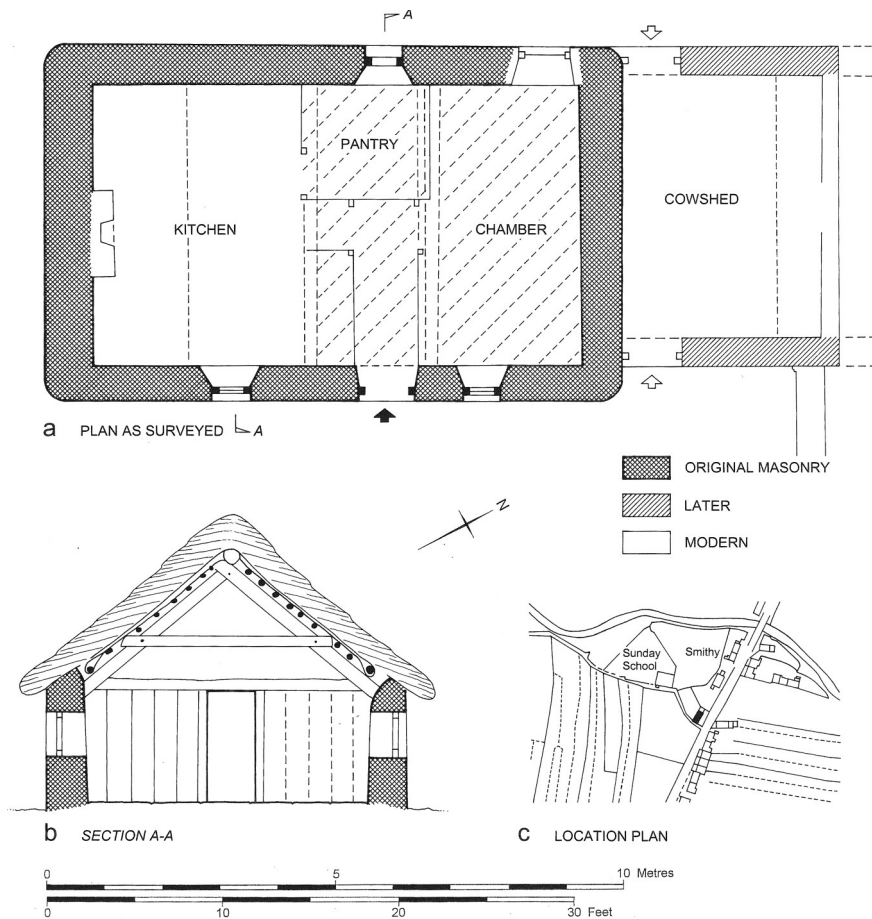 A
PANTRY
KITCHEN
CHAMBER
COWSHED
a PLAN AS SURVEYED A
ORIGINAL MASONRY
LATER
MODERN
N
Sunday
School
Smithy
b SECTION A-A
c LOCATION PLAN
0 5 10 Metres
0 10 20 30 Feet